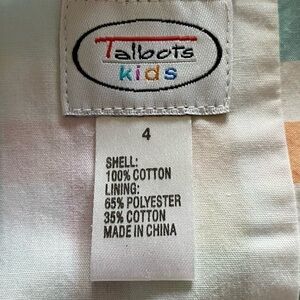 Talbots
kids
4
SHELL:
100% COTTON
LINING:
65% POLYESTER
35% COTTON
MADE IN CHINA